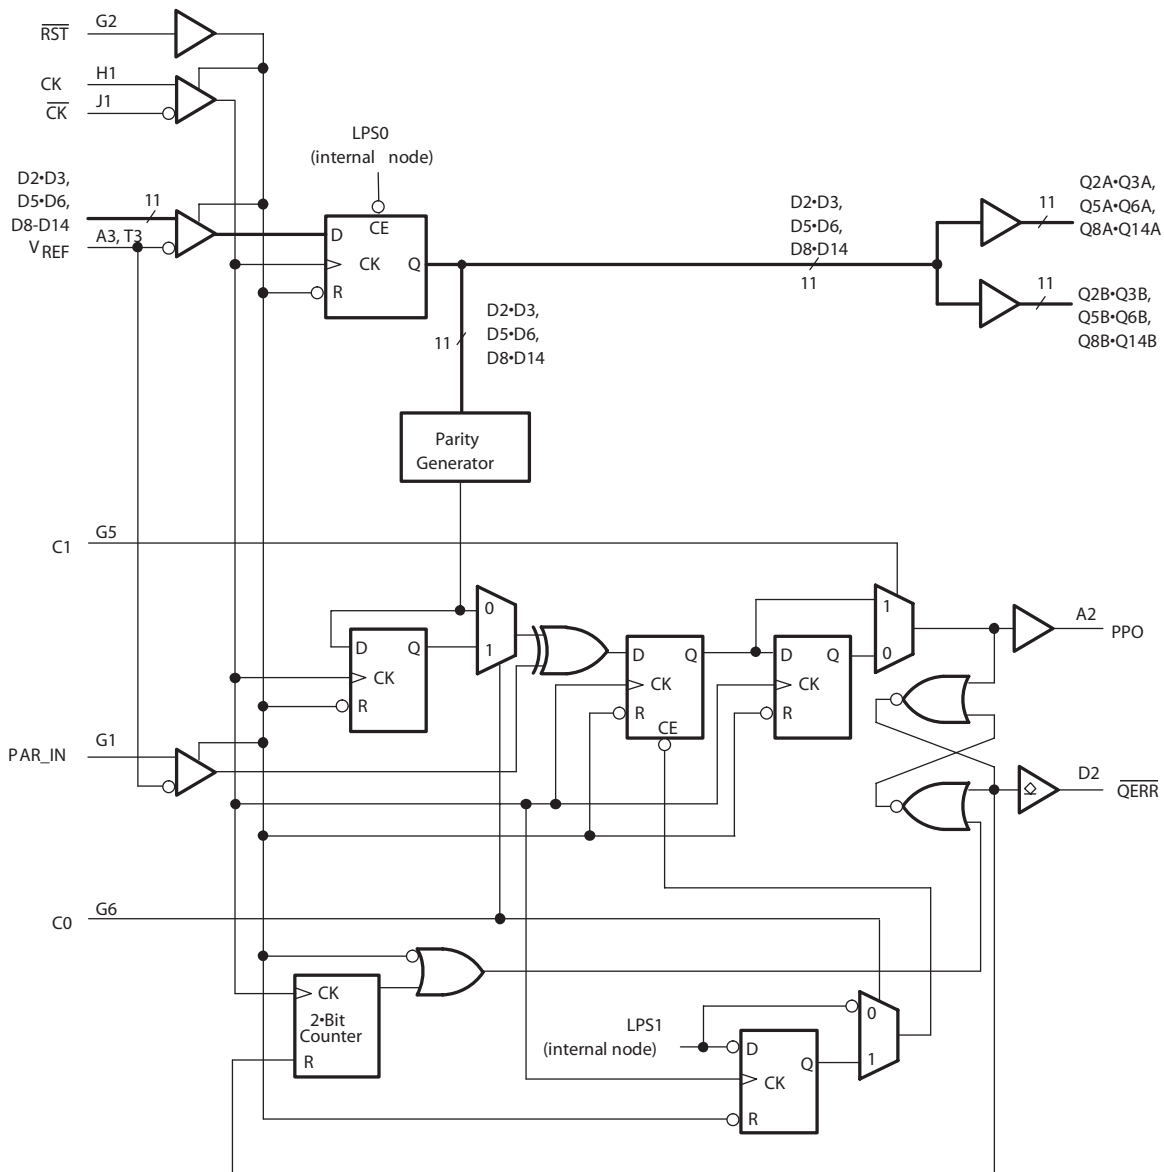 RST G2
CK H1
CK J1
LPS0
(internal node)
D2•D3,
D5•D6,
D8-D14
11
VREF A3, T3
D
CE
CK
Q
R
D2•D3,
D5•D6,
D8•D14
11
11
Q2A•Q3A,
Q5A•Q6A,
Q8A•Q14A
11
Q2B•Q3B,
Q5B•Q6B,
Q8B•Q14B
11
D2•D3,
D5•D6,
D8•D14
Parity
Generator
C1 G5
0
1
D Q
CK
R
D Q
CK
R
CE
D Q
CK
R
1
0
A2
PPO
PAR_IN G1
D2
QERR
C0 G6
CK
2•Bit
Counter
R
LPS1
(internal node)
D
Q
CK
R
0
1